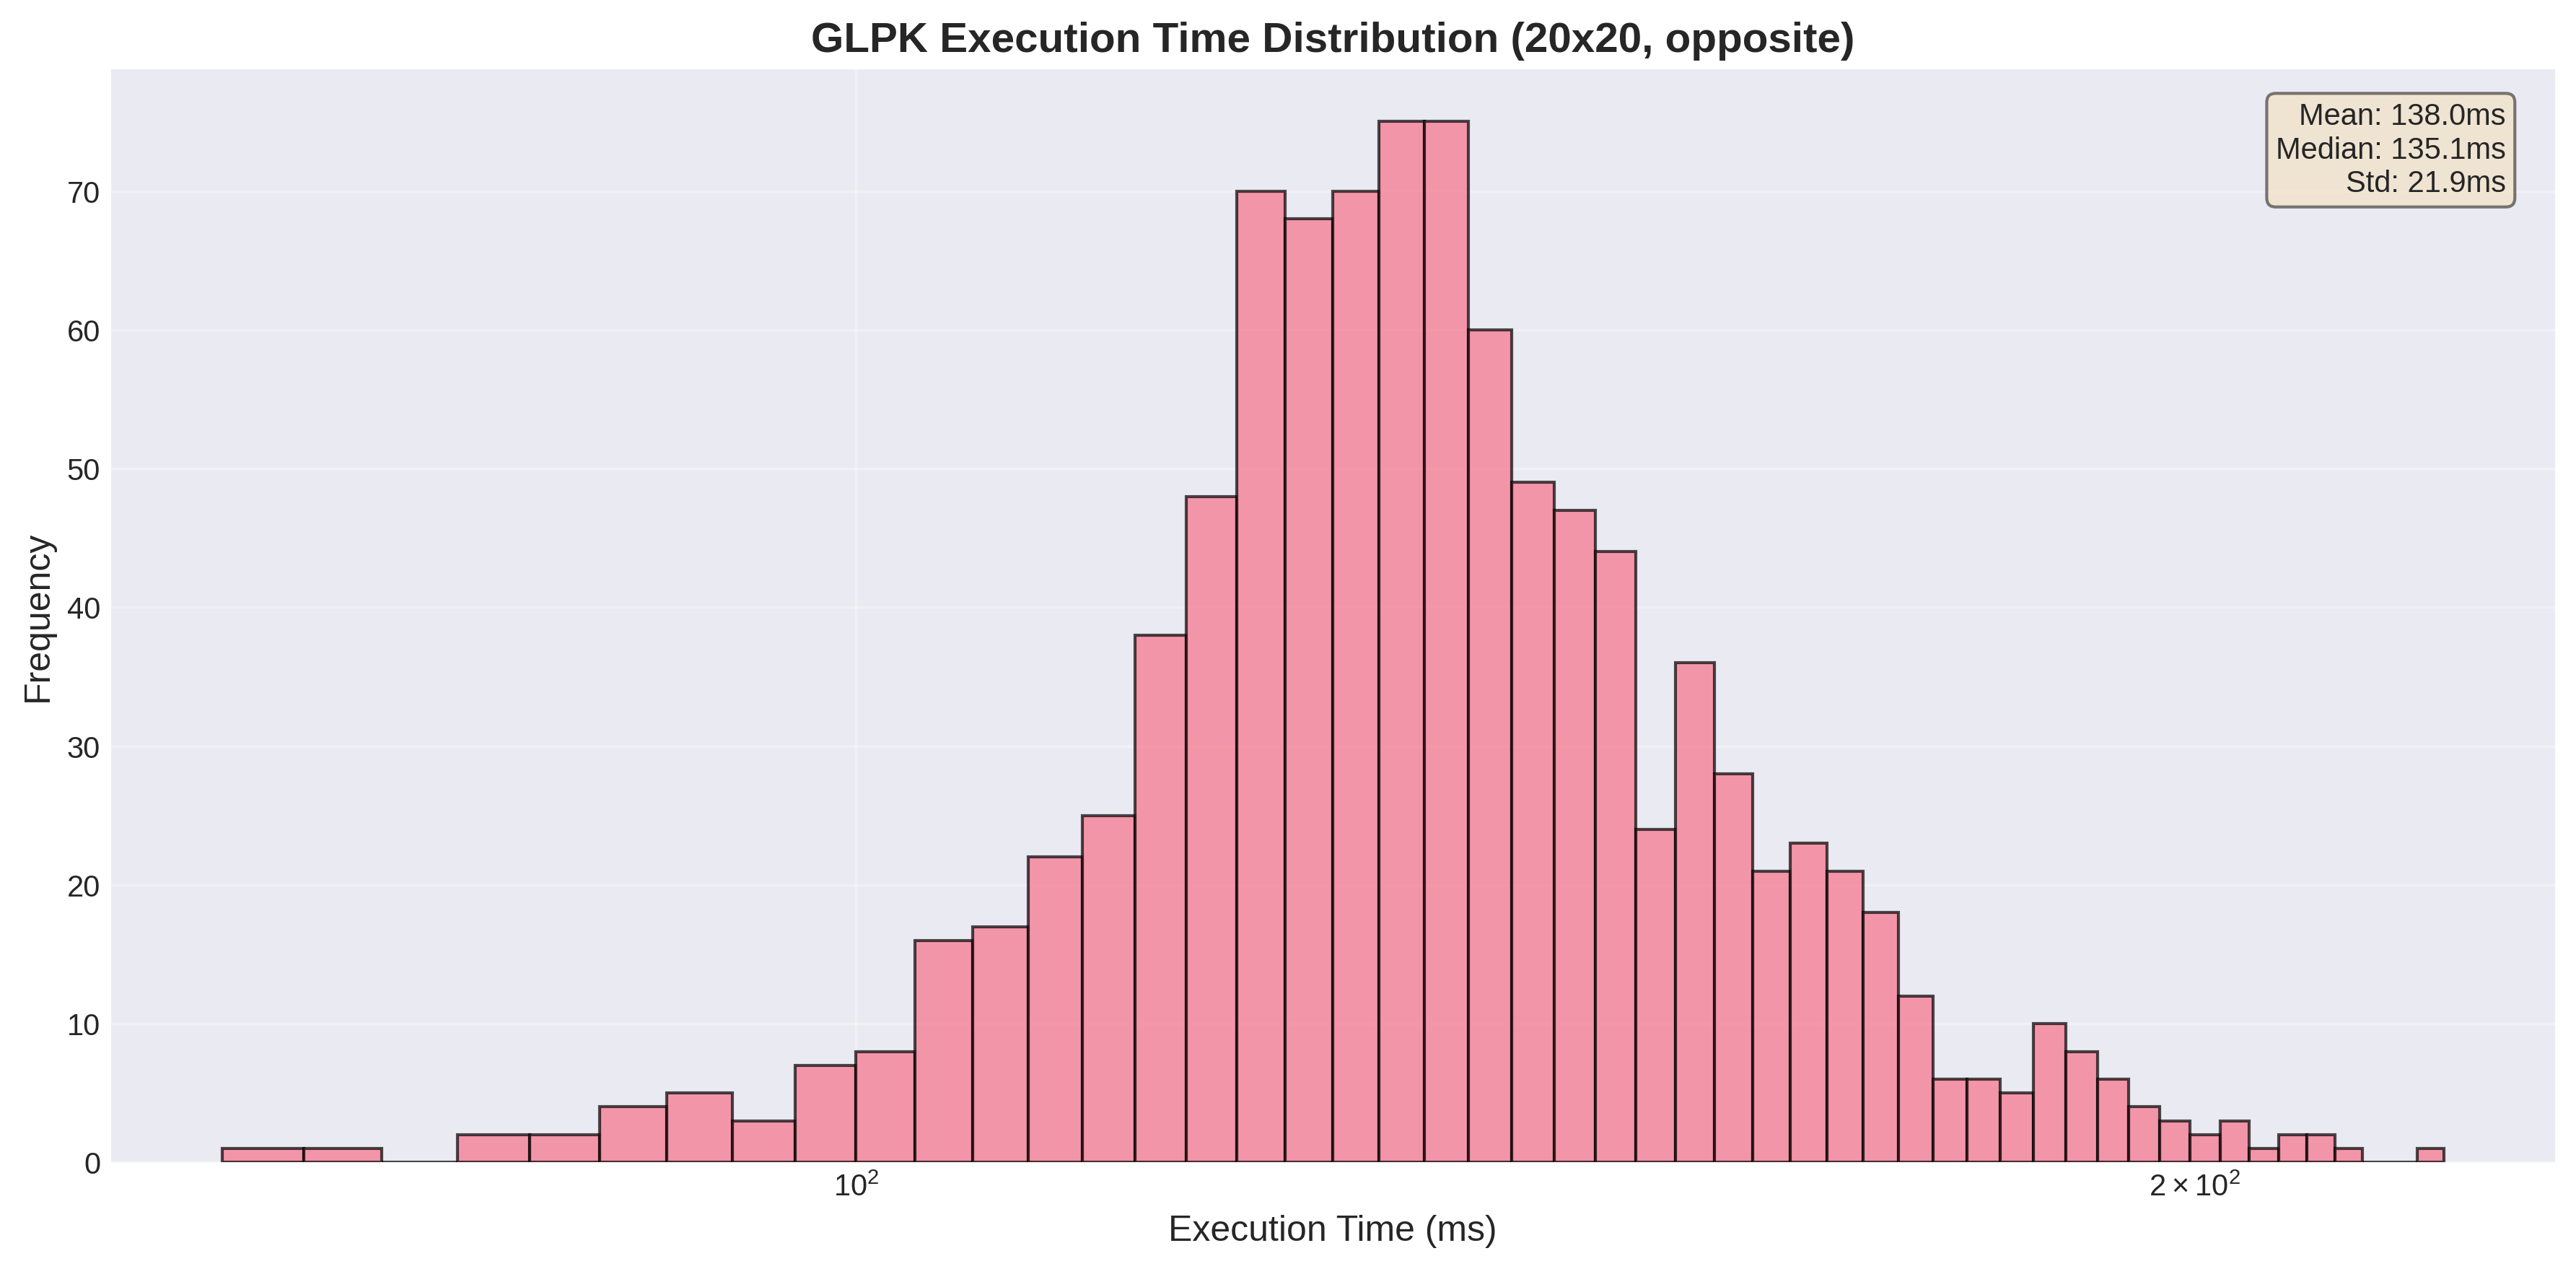 GLPK Execution Time Distribution (20x20, opposite)
Mean: 138.0ms
Median: 135.1ms
Std: 21.9ms
Frequency
70
60
50
40
30
20
10
0
10²
2 × 10²
Execution Time (ms)